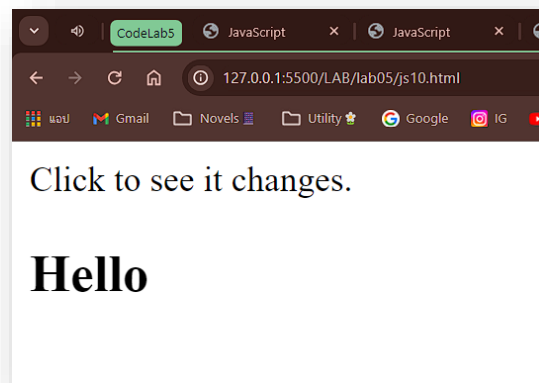 CodeLab5 JavaScript JavaScript
127.0.0.1:5500/LAB/lab05/js10.html
แอป Gmail Novels Utility Google IG
Click to see it changes.
Hello